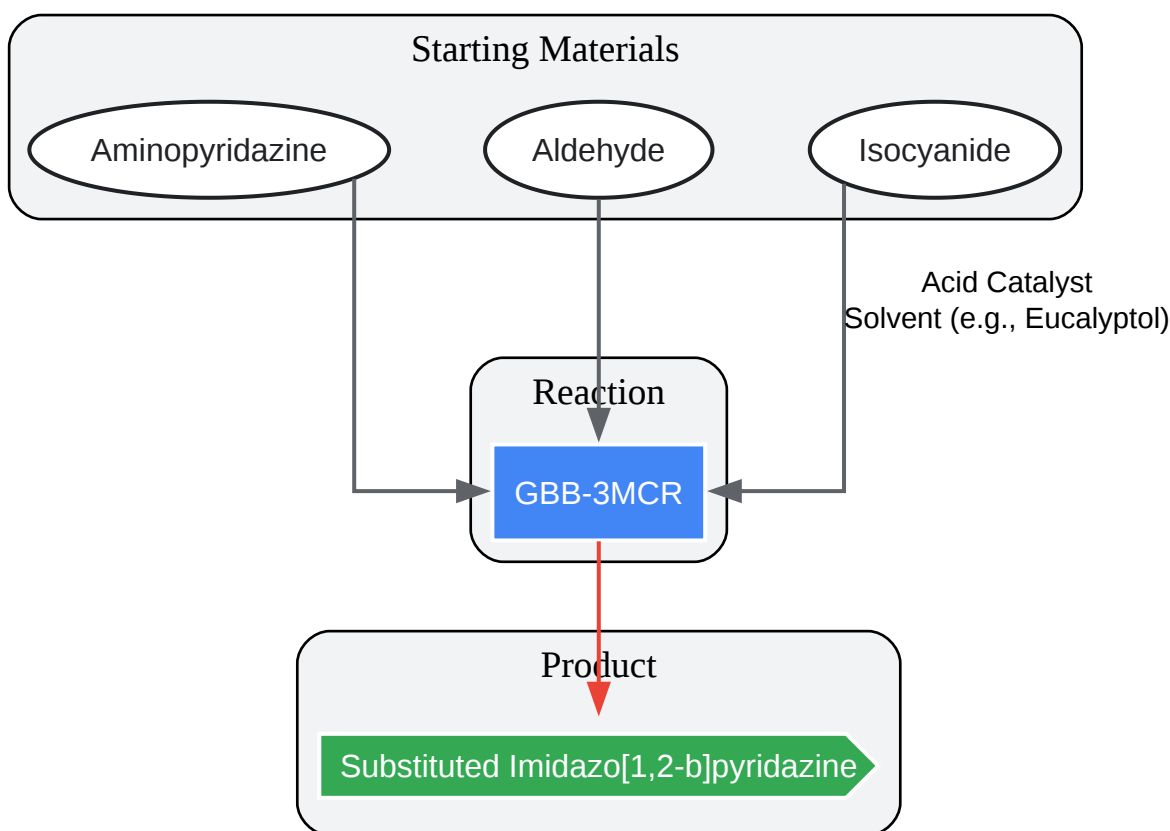 Starting Materials
Aminopyridazine
Aldehyde
Isocyanide
Acid Catalyst
Solvent (e.g., Eucalyptol)
Reaction
GBB-3MCR
Product
Substituted Imidazo[1,2-b]pyridazine